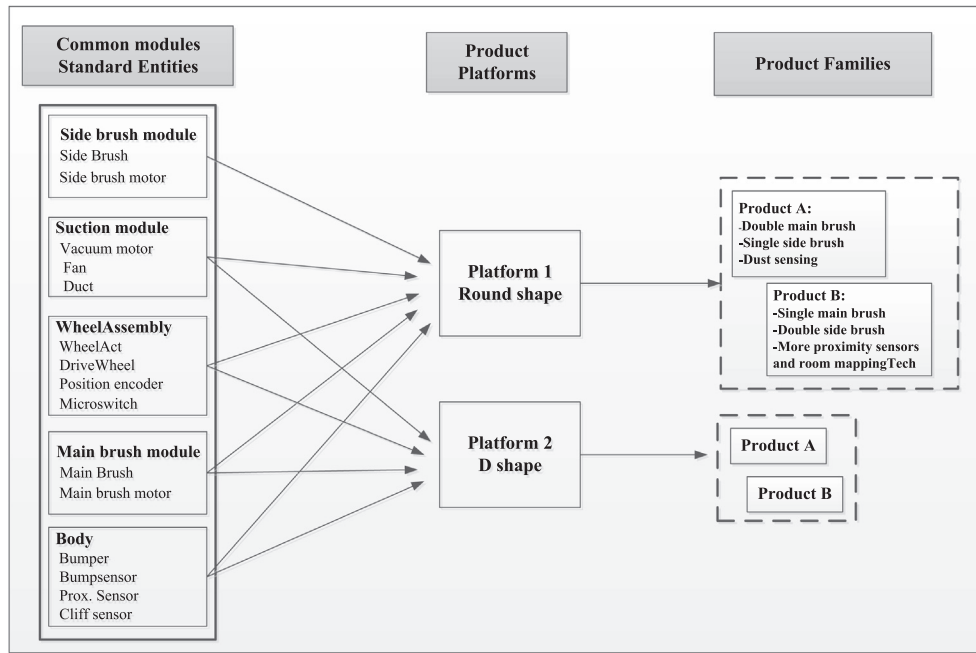 Common modules
Standard Entities
Product
Platforms
Product Families
Side brush module
Side Brush
Side brush motor
Suction module
Vacuum motor
Fan
Duct
WheelAssembly
WheelAct
DriveWheel
Position encoder
Microswitch
Main brush module
Main Brush
Main brush motor
Body
Bumper
Bumpsensor
Prox. Sensor
Cliff sensor
Platform 1
Round shape
Platform 2
D shape
Product A:
-Double main brush
-Single side brush
-Dust sensing
Product B:
-Single main brush
-Double side brush
-More proximity sensors
and room mappingTech
Product A
Product B